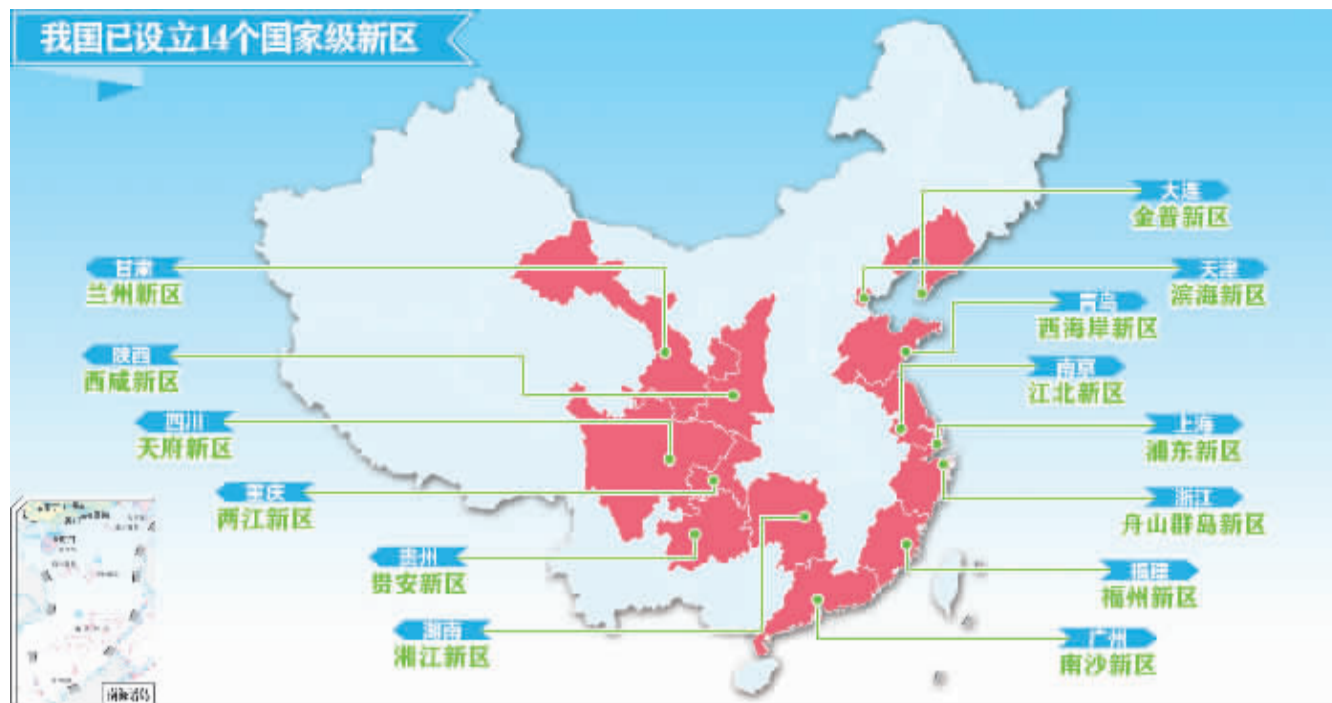 我国已设立14个国家级新区
大连
金普新区
天津
滨海新区
青岛
西海岸新区
南京
江北新区
上海
浦东新区
浙江
舟山群岛新区
福建
福州新区
广州
南沙新区
甘肃
兰州新区
陕西
西咸新区
四川
天府新区
重庆
两江新区
贵州
贵安新区
湖南
湘江新区
南海诸岛